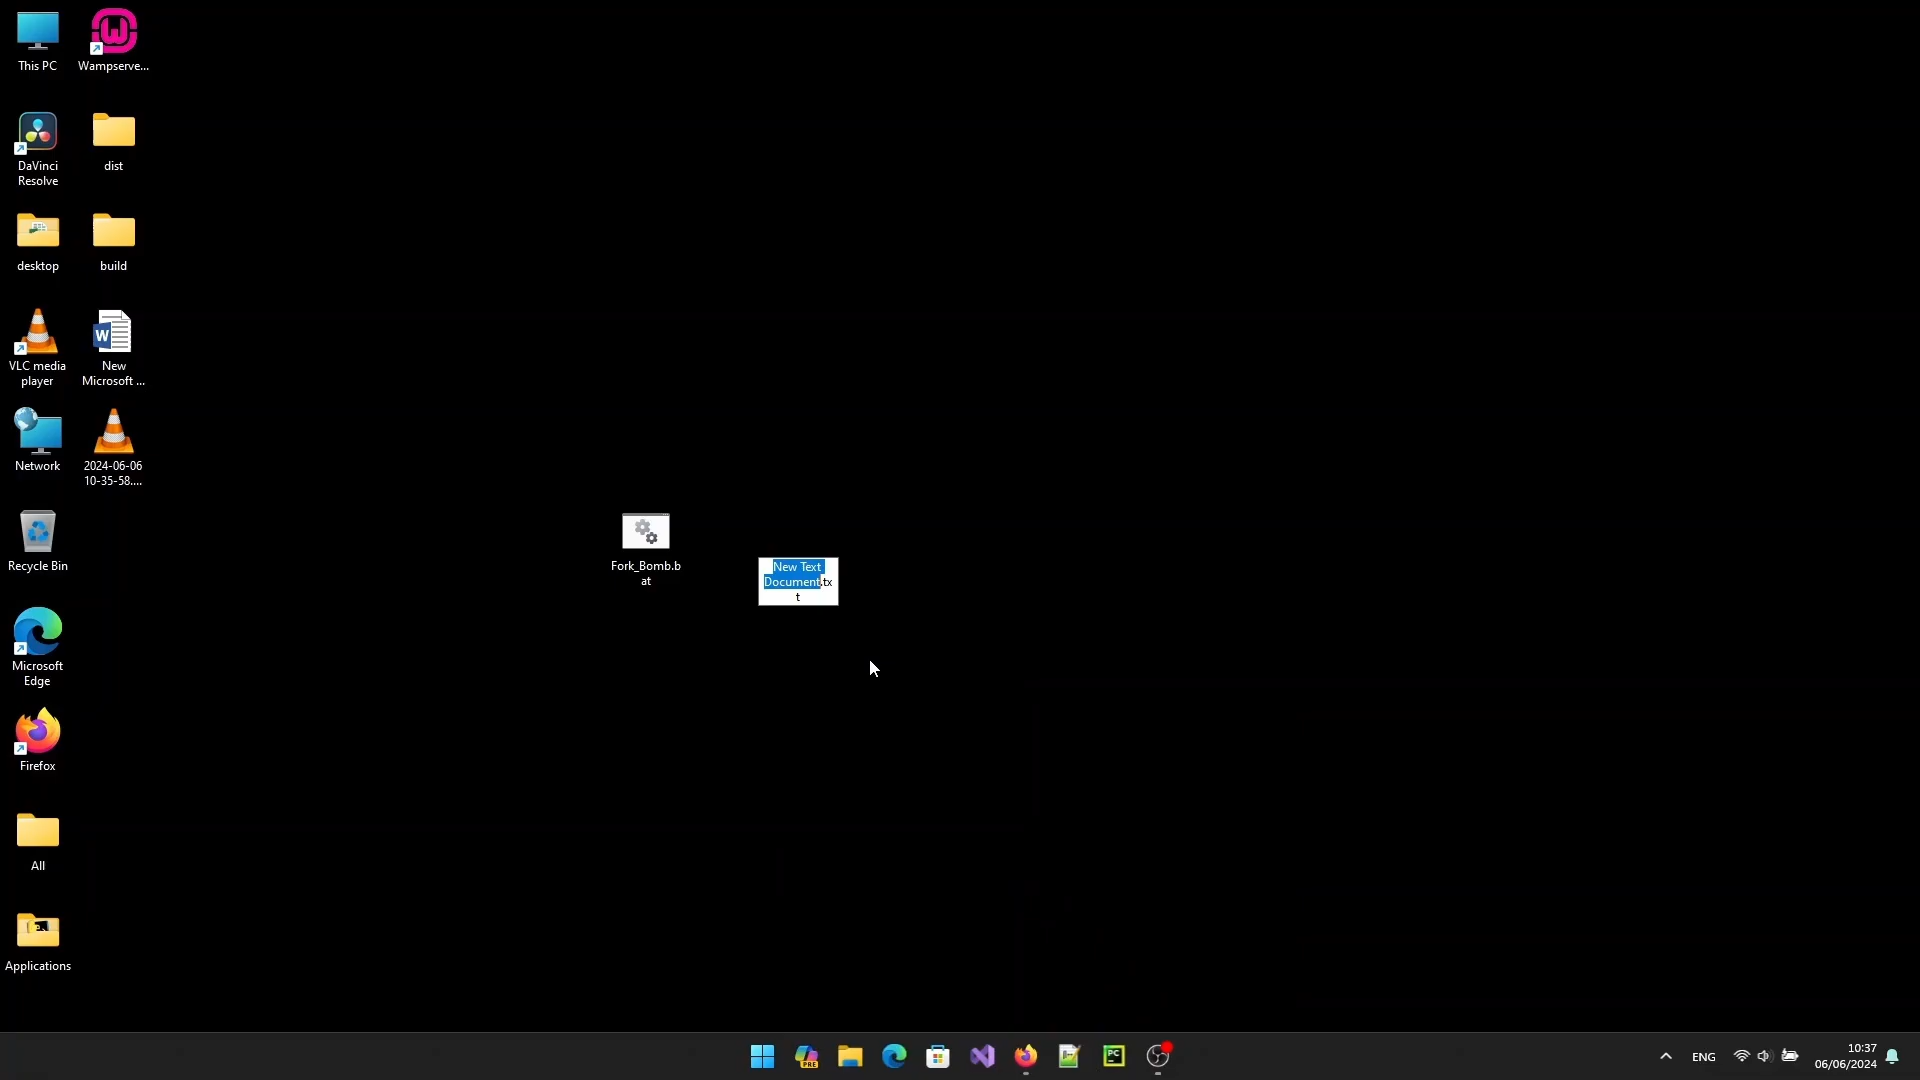 This PC
Wampserve...
DaVinci
Resolve
dist
desktop
build
VLC media
player
New
Microsoft ...
Network
2024-06-06
10-35-58....
Recycle Bin
Fork_Bomb.b
at
New Text
Document.tx
t
Microsoft
Edge
Firefox
All
Applications
PRE
PC
ENG
10:37
06/06/2024